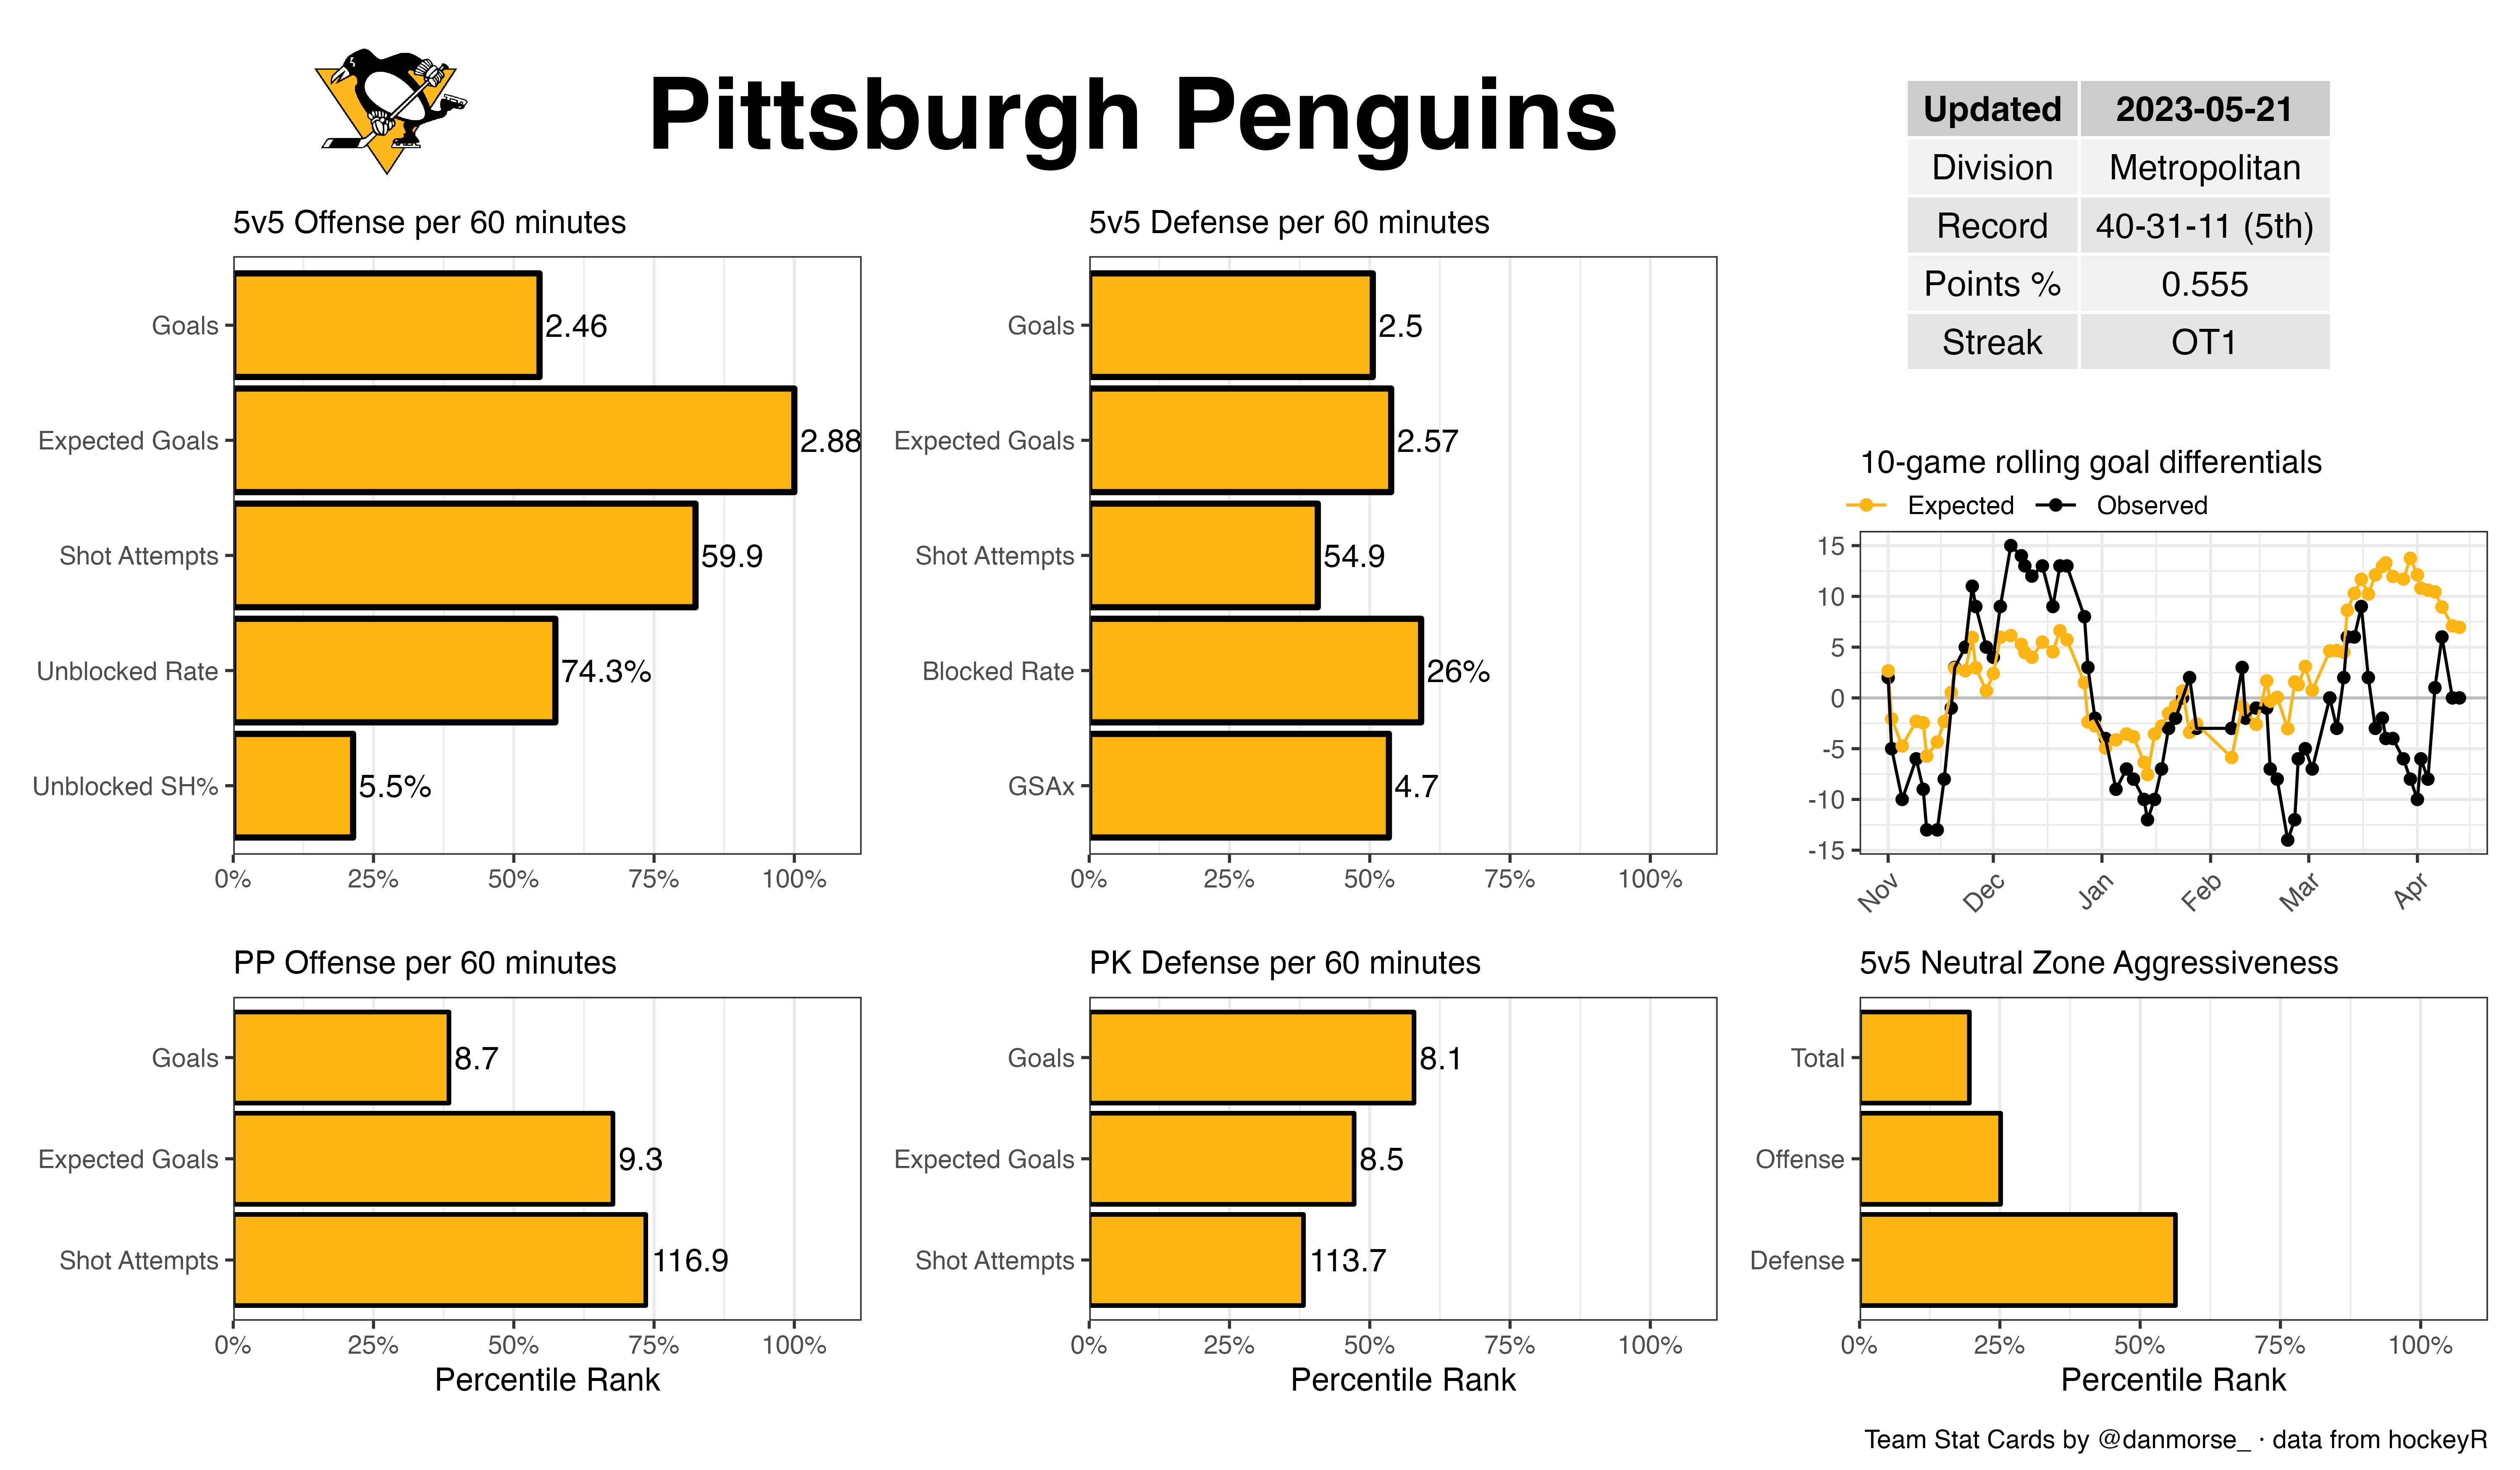 Pittsburgh Penguins
Updated 2023-05-21
Division Metropolitan
Record 40-31-11 (5th)
Points % 0.555
Streak OT1
5v5 Offense per 60 minutes
Goals 2.46
Expected Goals 2.88
Shot Attempts 59.9
Unblocked Rate 74.3%
Unblocked SH% 5.5%
0% 25% 50% 75% 100%
5v5 Defense per 60 minutes
Goals 2.5
Expected Goals 2.57
Shot Attempts 54.9
Blocked Rate 26%
GSAx 4.7
0% 25% 50% 75% 100%
10-game rolling goal differentials
Expected Observed
15
10
5
0
-5
-10
-15
Nov Dec Jan Feb Mar Apr
PP Offense per 60 minutes
Goals 8.7
Expected Goals 9.3
Shot Attempts 116.9
0% 25% 50% 75% 100%
Percentile Rank
PK Defense per 60 minutes
Goals 8.1
Expected Goals 8.5
Shot Attempts 113.7
0% 25% 50% 75% 100%
Percentile Rank
5v5 Neutral Zone Aggressiveness
Total
Offense
Defense
0% 25% 50% 75% 100%
Percentile Rank
Team Stat Cards by @danmorse_ · data from hockeyR